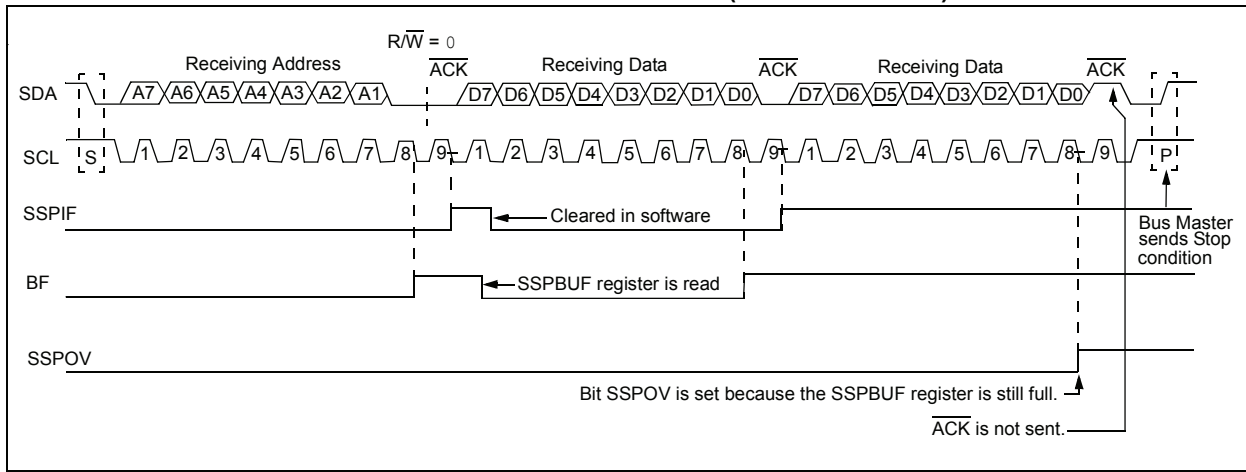 R/W = 0
Receiving Address ACK Receiving Data ACK Receiving Data ACK
SDA A7 A6 A5 A4 A3 A2 A1 D7 D6 D5 D4 D3 D2 D1 D0 D7 D6 D5 D4 D3 D2 D1 D0
SCL S 1 2 3 4 5 6 7 8 9 1 2 3 4 5 6 7 8 9 1 2 3 4 5 6 7 8 9 P
SSPIF
Cleared in software
Bus Master
sends Stop
condition
BF
SSPBUF register is read
SSPOV
Bit SSPOV is set because the SSPBUF register is still full.
ACK is not sent.